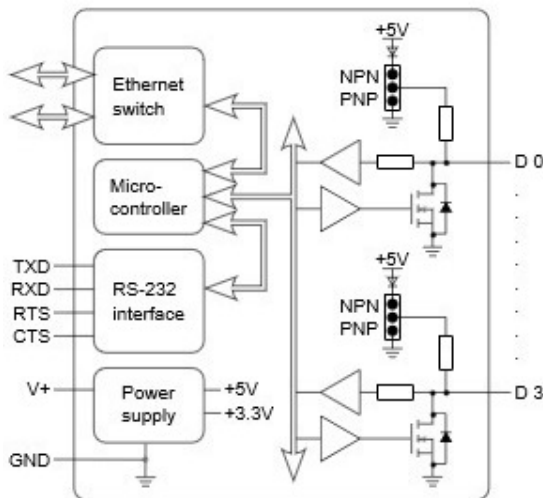 Ethernet
switch
Micro-
controller
RS-232
interface
TXD
RXD
RTS
CTS
V+
Power
supply
+5V
+3.3V
GND
+5V
NPN
PNP
D 0
+5V
NPN
PNP
D 3